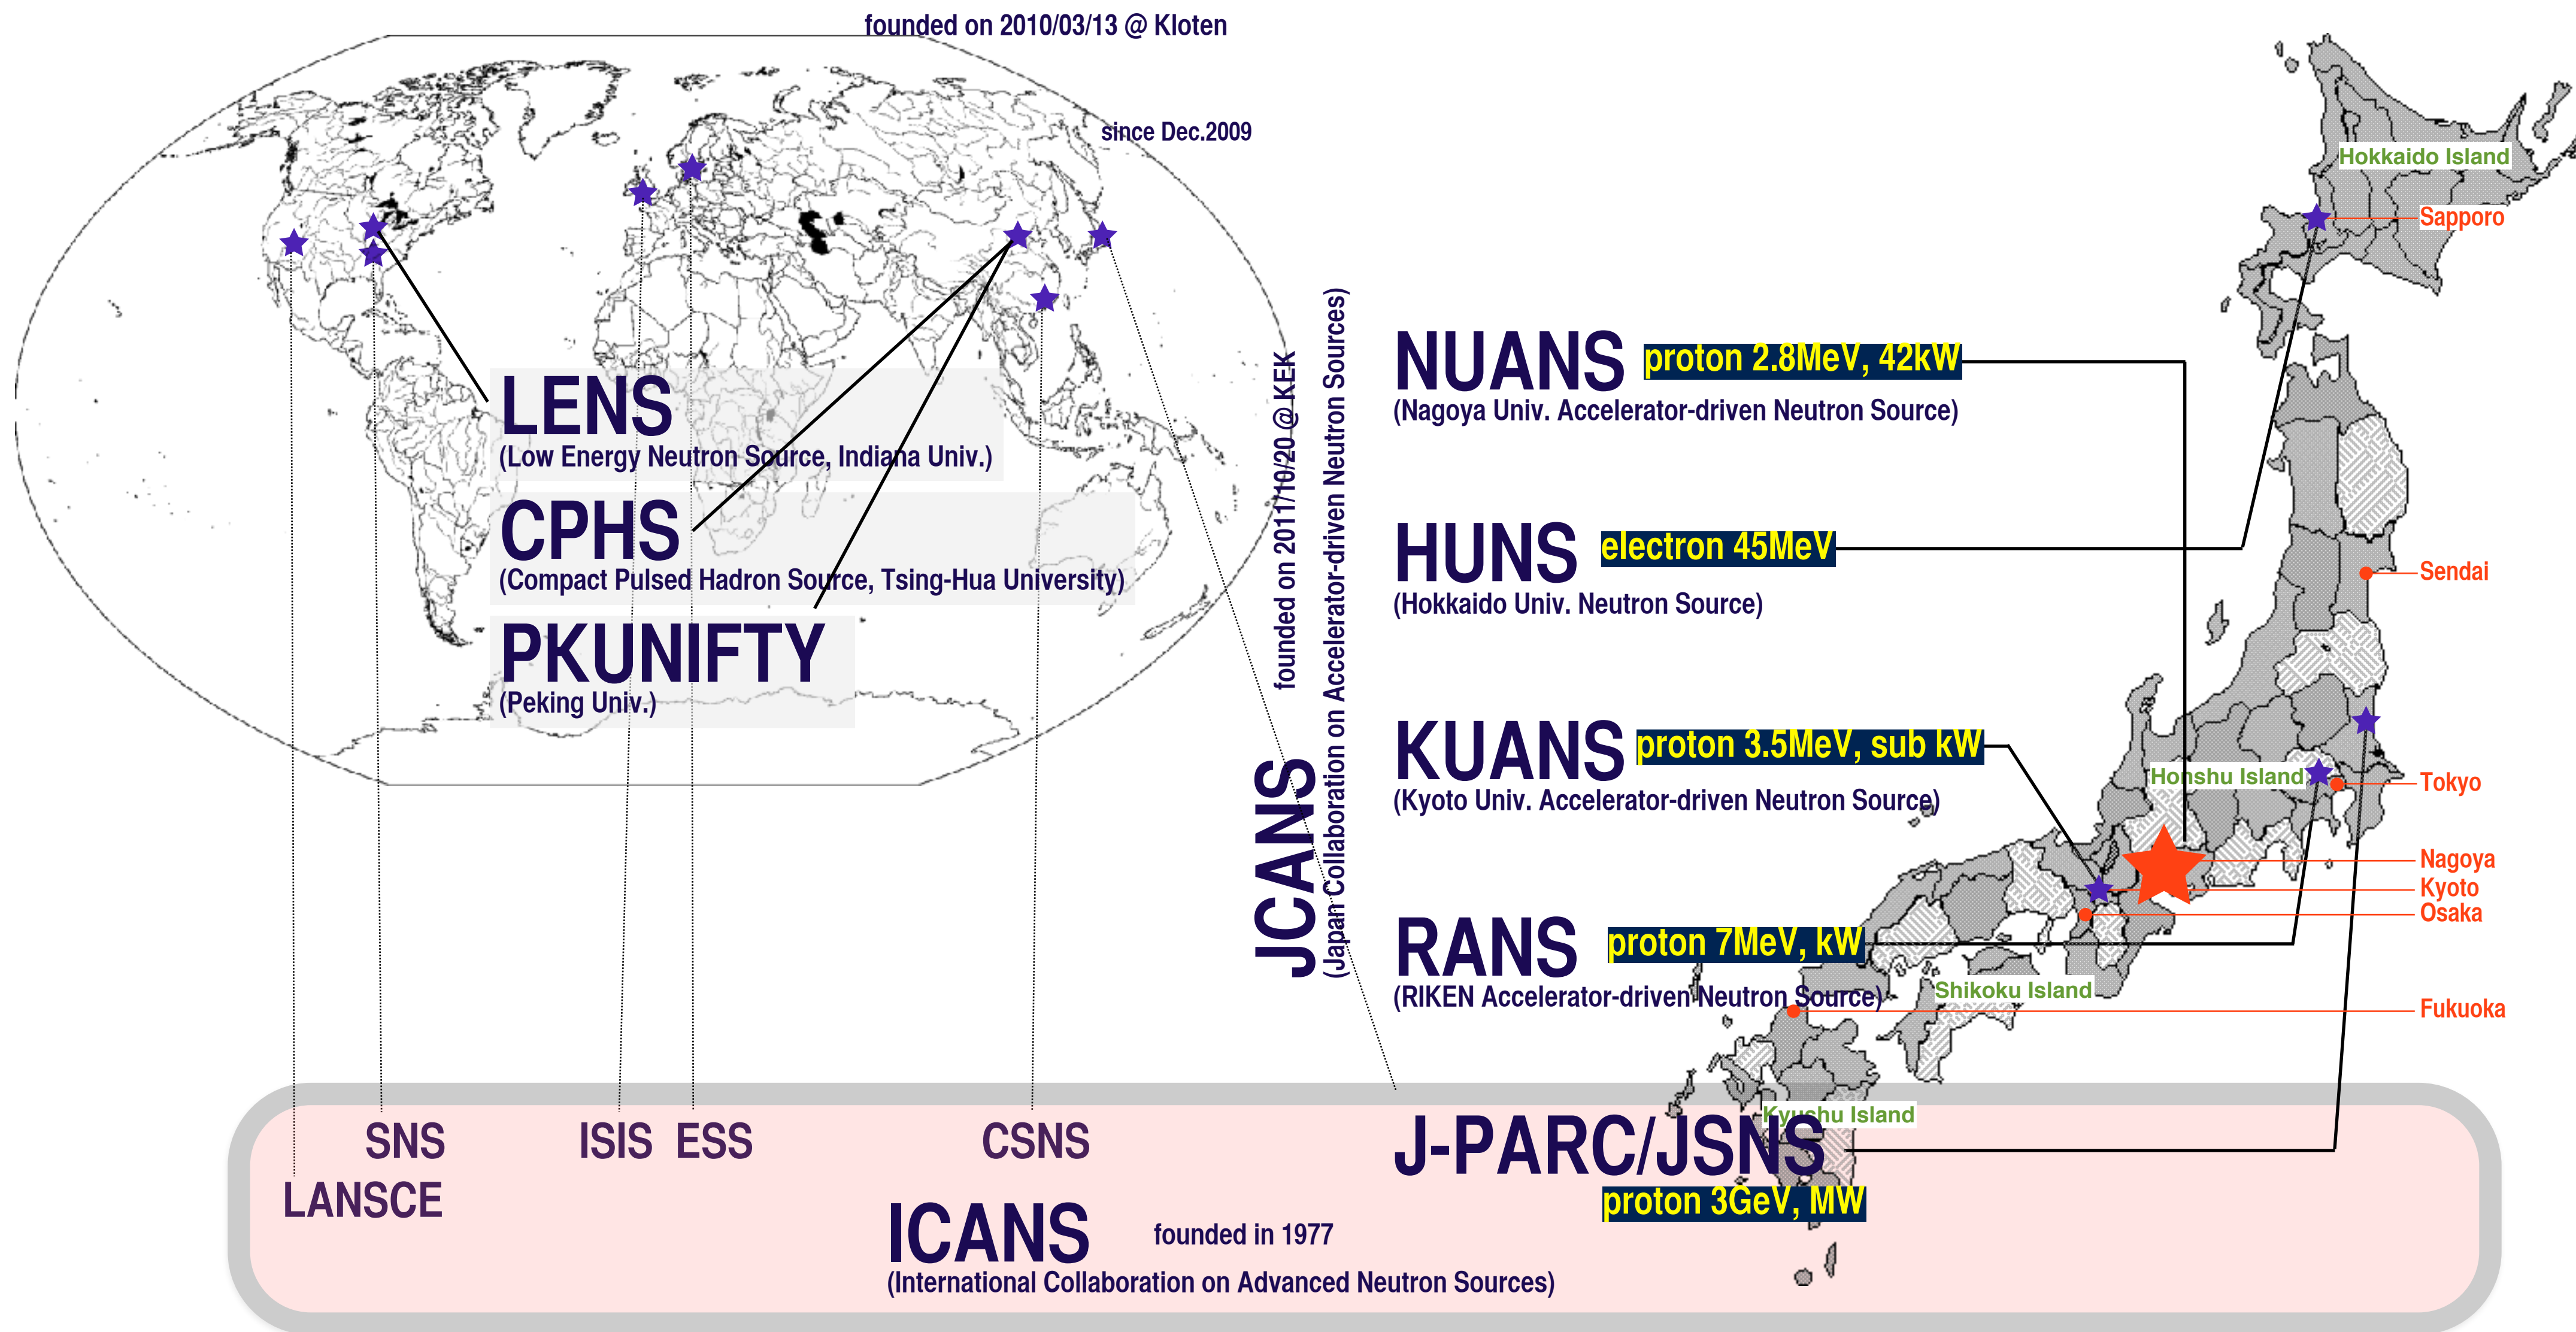 founded on 2010/03/13 @ Kloten
since Dec.2009
LENS
(Low Energy Neutron Source, Indiana Univ.)
CPHS
(Compact Pulsed Hadron Source, Tsing-Hua University)
PKUNIFTY
(Peking Univ.)
JCANS
(Japan Collaboration on Accelerator-driven Neutron Sources)
founded on 2011/10/20 @ KEK
NUANS proton 2.8MeV, 42kW
(Nagoya Univ. Accelerator-driven Neutron Source)
HUNS electron 45MeV
(Hokkaido Univ. Neutron Source)
KUANS proton 3.5MeV, sub kW
(Kyoto Univ. Accelerator-driven Neutron Source)
RANS proton 7MeV, kW
(RIKEN Accelerator-driven Neutron Source)
Hokkaido Island
Sapporo
Sendai
Honshu Island
Tokyo
Nagoya
Kyoto
Osaka
Shikoku Island
Fukuoka
Kyushu Island
SNS
ISIS
ESS
CSNS
J-PARC/JSNS
proton 3GeV, MW
LANSCE
ICANS founded in 1977
(International Collaboration on Advanced Neutron Sources)